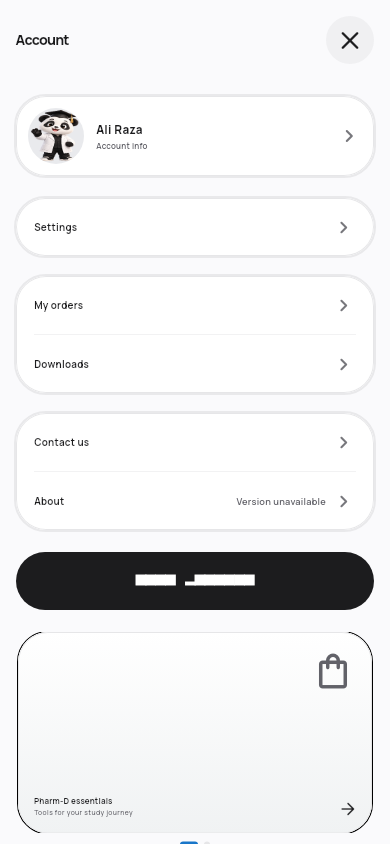 Account
Ali Raza
Account info
Settings
My orders
Downloads
Contact us
About
Version unavailable
Pharm-D essentials
Tools for your study journey